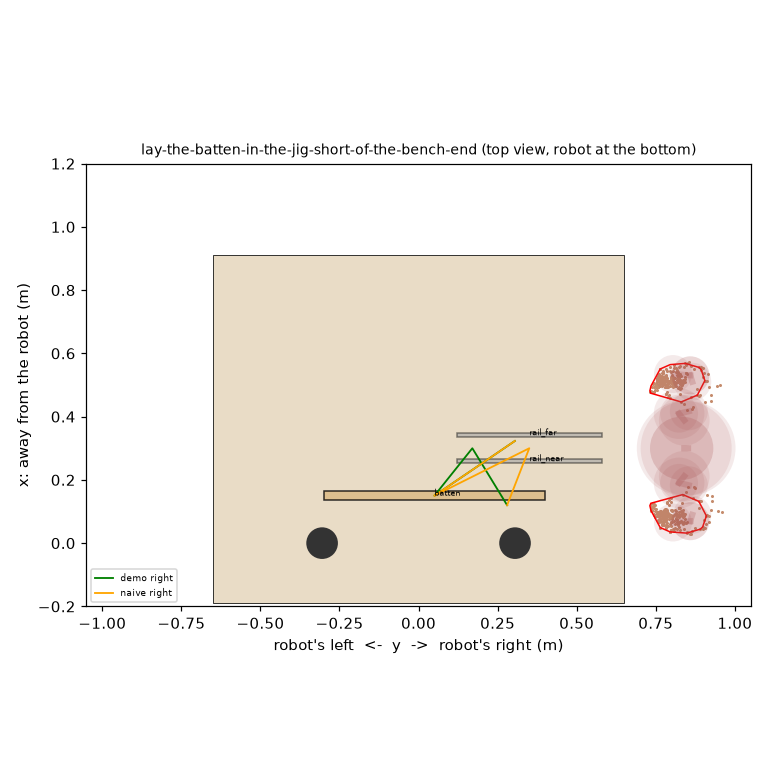 lay-the-batten-in-the-jig-short-of-the-bench-end (top view, robot at the bottom)
1.2
1.0
0.8
0.6
0.4
0.2
0.0
−0.2
x: away from the robot (m)
rail_far
rail_near
batten
demo right
naive right
−1.00
−0.75
−0.50
−0.25
0.00
0.25
0.50
0.75
1.00
robot's left <- y -> robot's right (m)